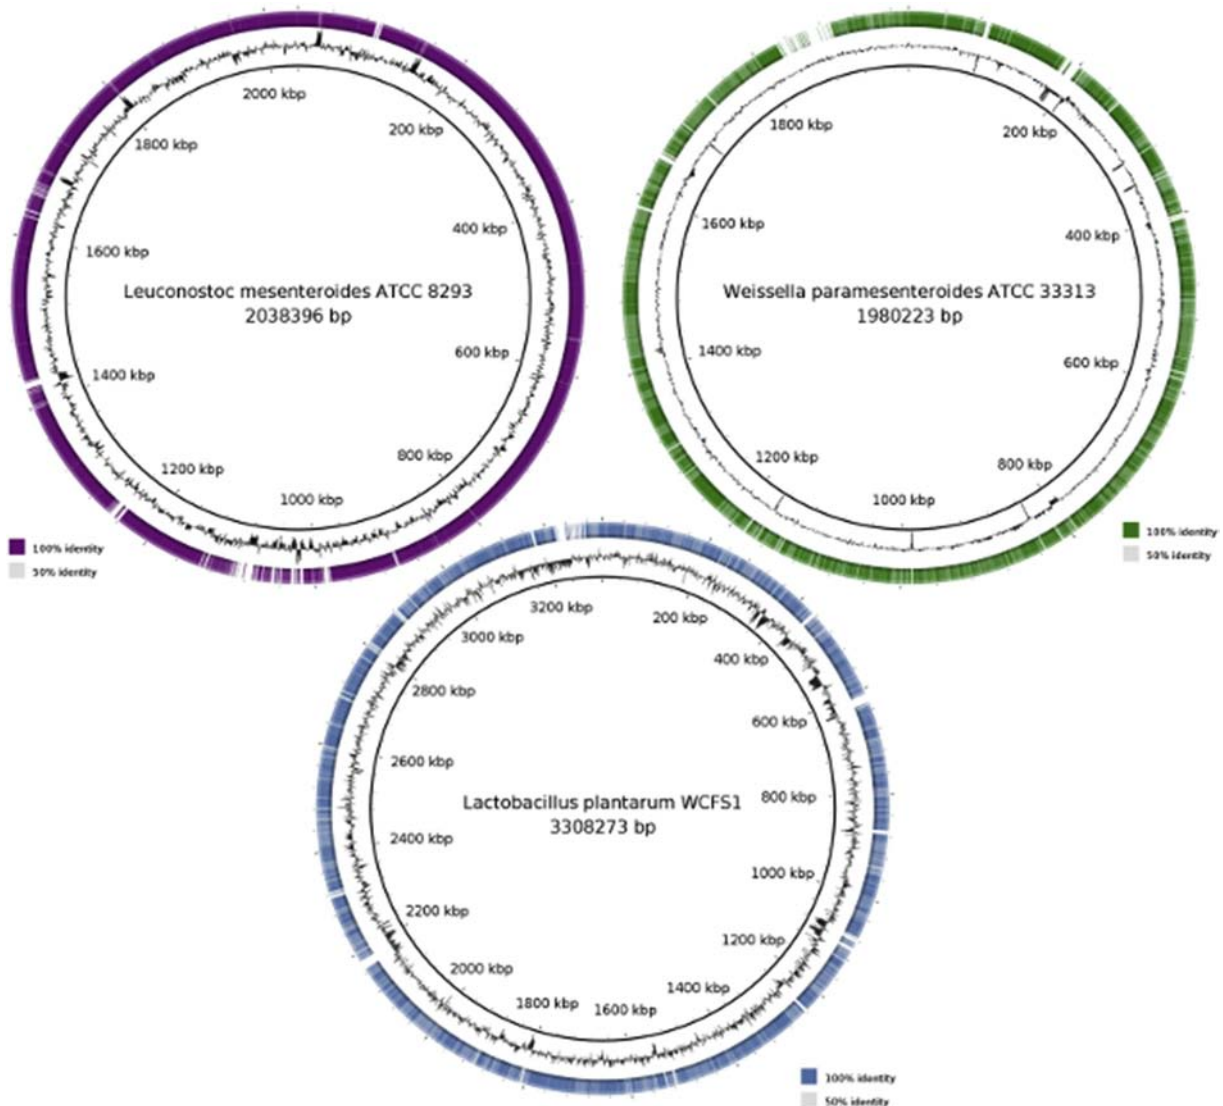 2000 kbp
200 kbp
1800 kbp
400 kbp
1600 kbp
Leuconostoc mesenteroides ATCC 8293
2038396 bp
600 kbp
1400 kbp
800 kbp
1200 kbp
1000 kbp
100% identity
50% identity
1800 kbp
200 kbp
1600 kbp
400 kbp
Weissella paramesenteroides ATCC 33313
1980223 bp
1400 kbp
600 kbp
1200 kbp
800 kbp
1000 kbp
100% identity
50% identity
3200 kbp
200 kbp
3000 kbp
400 kbp
2800 kbp
600 kbp
2600 kbp
Lactobacillus plantarum WCFS1
3308273 bp
800 kbp
2400 kbp
1000 kbp
2200 kbp
1200 kbp
2000 kbp
1400 kbp
1800 kbp
1600 kbp
100% identity
50% identity